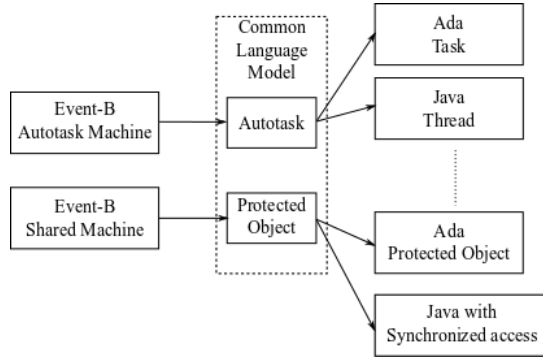 Common
Language
Model
Event-B
Autotask Machine
Autotask
Ada
Task
Java
Thread
Event-B
Shared Machine
Protected
Object
Ada
Protected Object
Java with
Synchronized access